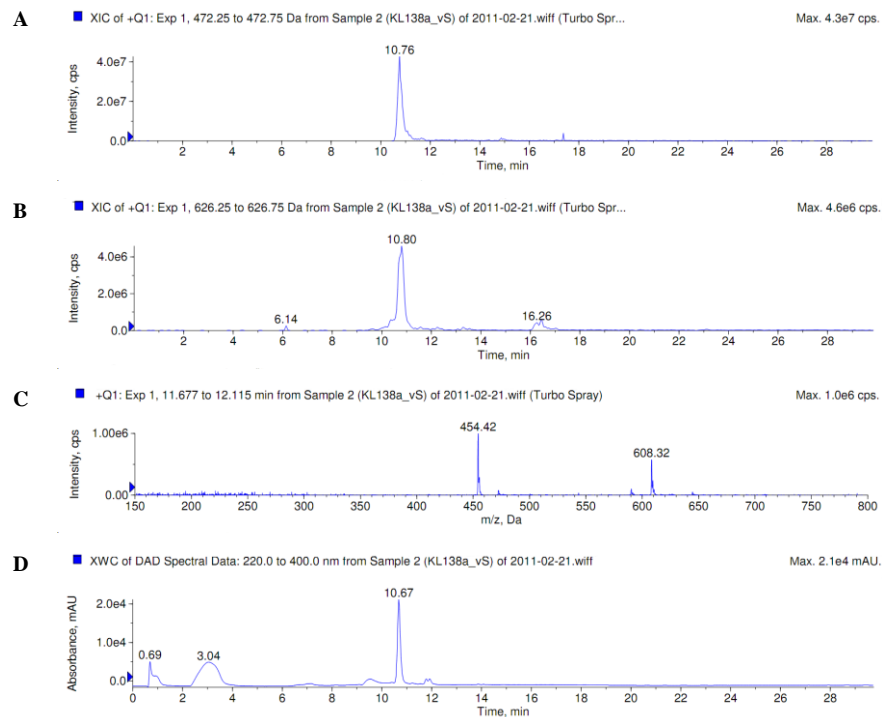 A XIC of +Q1: Exp 1, 472.25 to 472.75 Da from Sample 2 (KL138a_vS) of 2011-02-21.wiff (Turbo Spr... Max. 4.3e7 cps.
10.76
4.0e7
2.0e7
0.0
Intensity, cps
2 4 6 8 10 12 14 16 18 20 22 24 26 28
Time, min
B XIC of +Q1: Exp 1, 626.25 to 626.75 Da from Sample 2 (KL138a_vS) of 2011-02-21.wiff (Turbo Spr... Max. 4.6e6 cps.
10.80
4.0e6
2.0e6
0.0
Intensity, cps
6.14 16.26
2 4 6 8 10 12 14 16 18 20 22 24 26 28
Time, min
C +Q1: Exp 1, 11.677 to 12.115 min from Sample 2 (KL138a_vS) of 2011-02-21.wiff (Turbo Spray) Max. 1.0e6 cps.
454.42
608.32
1.00e6
0.00
Intensity, cps
150 200 250 300 350 400 450 500 550 600 650 700 750 800
m/z, Da
D XWC of DAD Spectral Data: 220.0 to 400.0 nm from Sample 2 (KL138a_vS) of 2011-02-21.wiff Max. 2.1e4 mAU.
10.67
2.0e4
1.0e4
0.0
Absorbance, mAU
0.69 3.04
0 2 4 6 8 10 12 14 16 18 20 22 24 26 28
Time, min